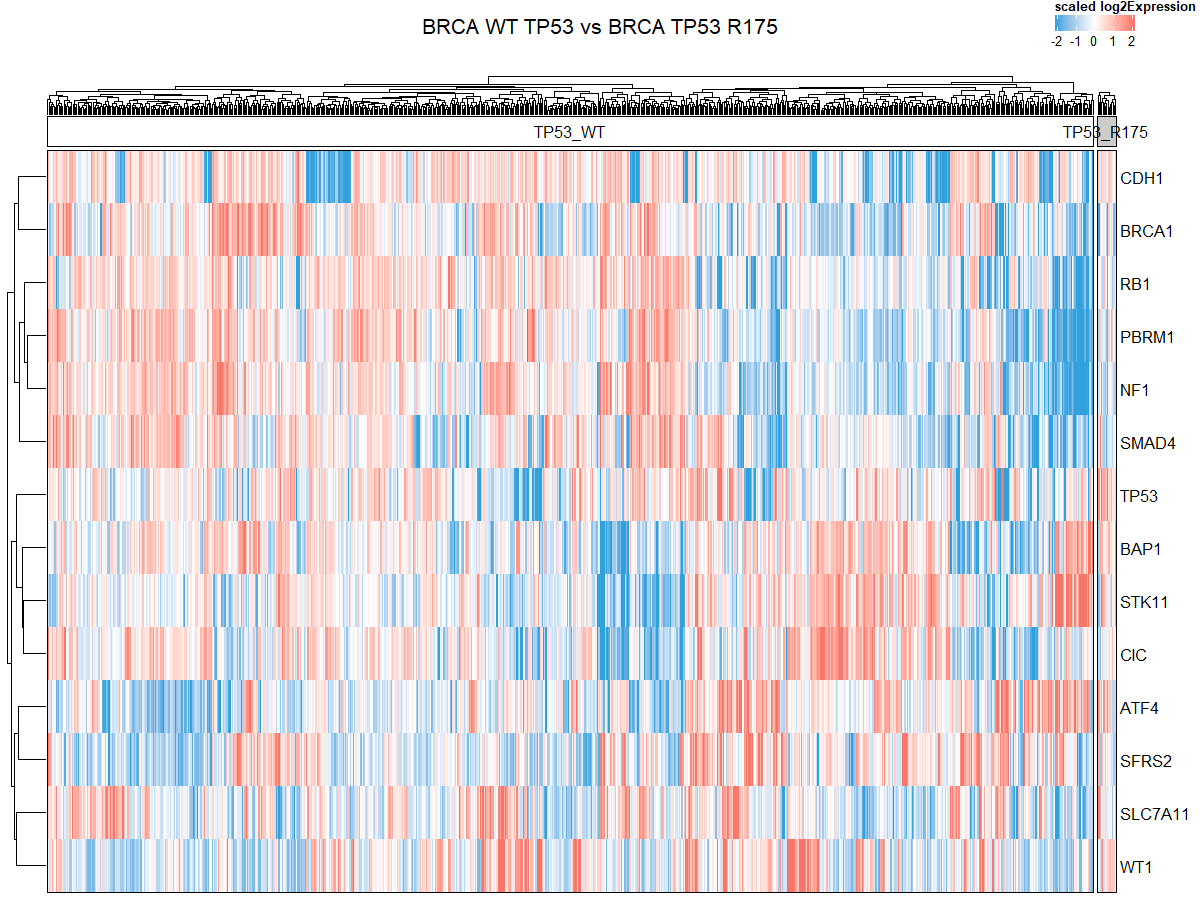 scaled log2Expression
-2 -1 0 1 2
BRCA WT TP53 vs BRCA TP53 R175
TP53_WT
TP53_R175
CDH1
BRCA1
RB1
PBRM1
NF1
SMAD4
TP53
BAP1
STK11
CIC
ATF4
SFRS2
SLC7A11
WT1